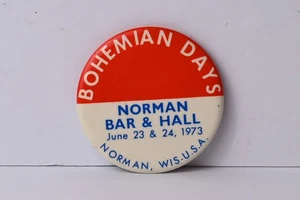 BOHEMIAN DAYS
NORMAN
BAR & HALL
June 23 & 24, 1973
NORMAN, WIS.U.S.A.